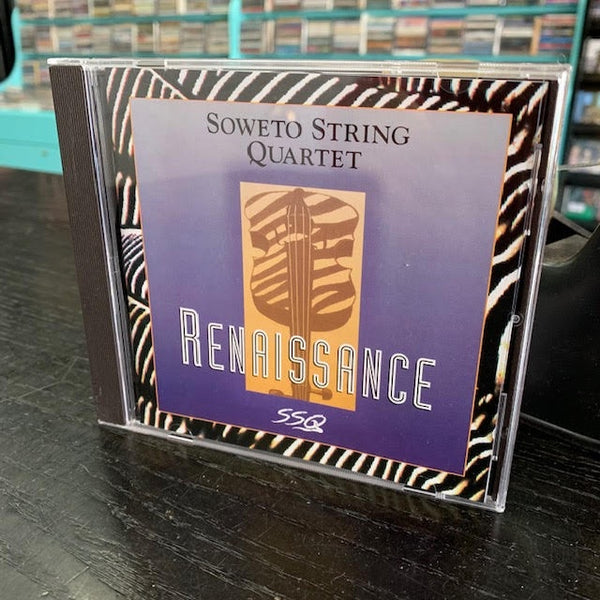 SOWETO STRING
QUARTET
RENAISSANCE
SSQ